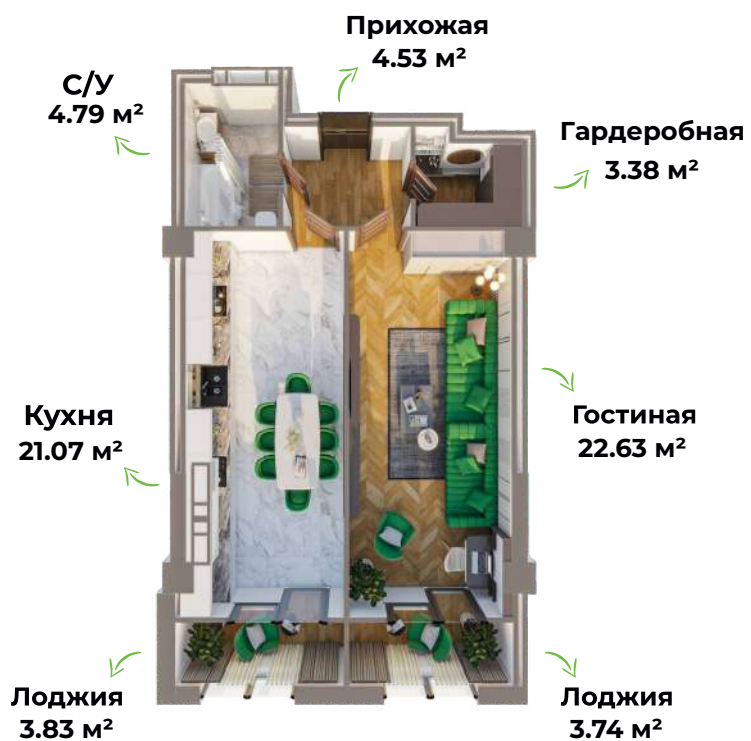 Прихожая
4.53 м²
С/У
4.79 м²
Гардеробная
3.38 м²
Кухня
21.07 м²
Гостиная
22.63 м²
Лоджия
3.83 м²
Лоджия
3.74 м²